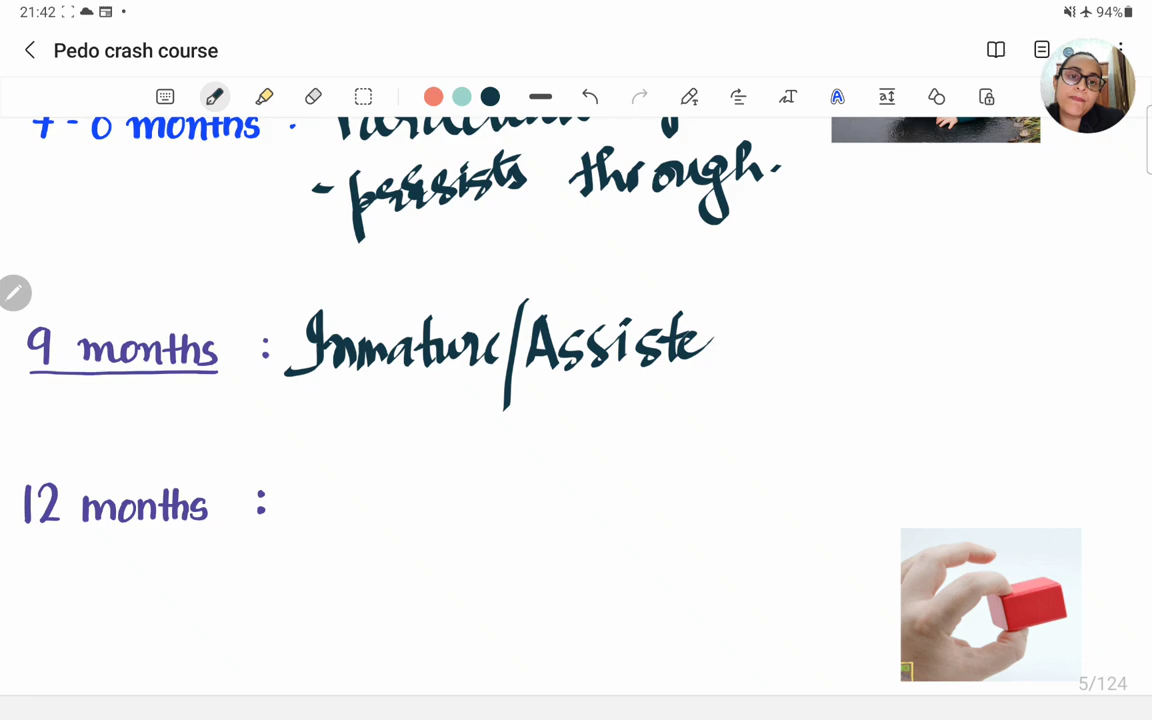 21:42
94%
Pedo crash course
months :
- persists through.
9 months : Immature/Assiste
12 months :
5/124